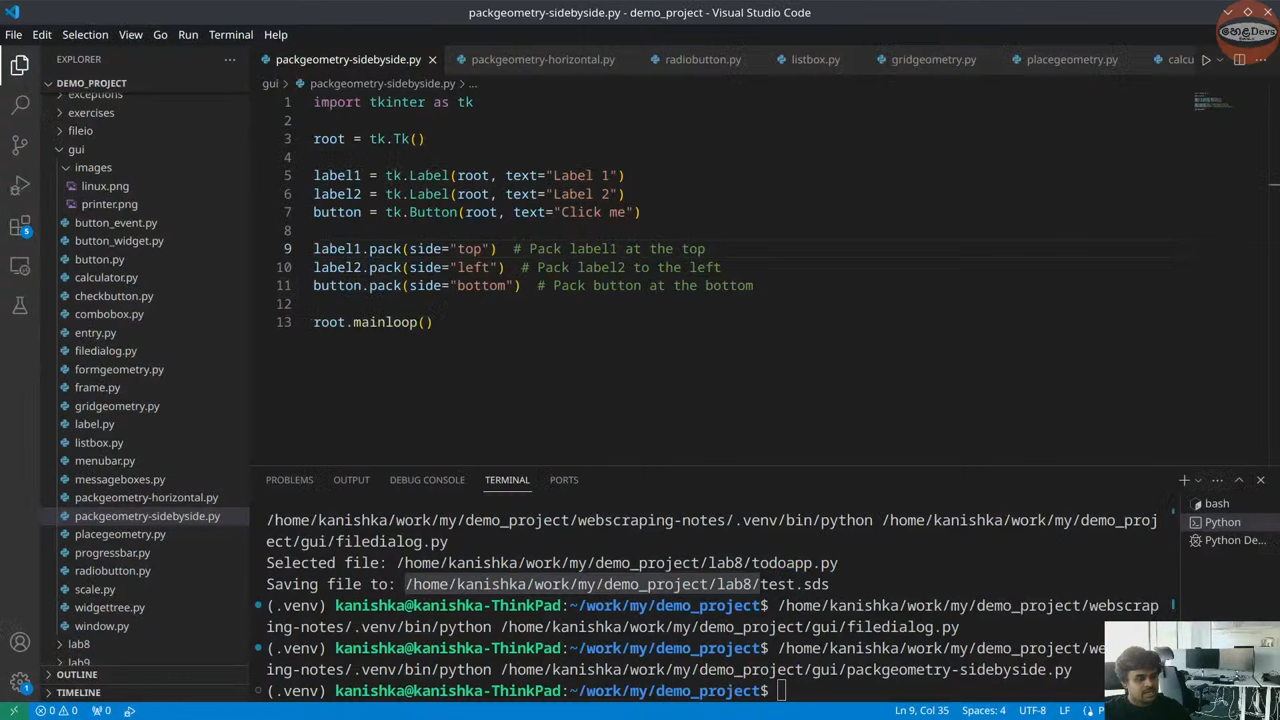 packgeometry-sidebyside.py - demo_project - Visual Studio Code
File Edit Selection View Go Run Terminal Help
හෙළDevs
EXPLORER
packgeometry-sidebyside.py packgeometry-horizontal.py radiobutton.py listbox.py gridgeometry.py placegeometry.py calcu
DEMO_PROJECT
gui > packgeometry-sidebyside.py > ...
exceptions
exercises
fileio
gui
images
linux.png
printer.png
button_event.py
button_widget.py
button.py
calculator.py
checkbutton.py
combobox.py
entry.py
filedialog.py
formgeometry.py
frame.py
gridgeometry.py
label.py
listbox.py
menubar.py
messageboxes.py
packgeometry-horizontal.py
packgeometry-sidebyside.py
placegeometry.py
progressbar.py
radiobutton.py
scale.py
widgettree.py
window.py
lab8
lab9
OUTLINE
TIMELINE
5
1
1 import tkinter as tk
2
3 root = tk.Tk()
4
5 label1 = tk.Label(root, text="Label 1")
6 label2 = tk.Label(root, text="Label 2")
7 button = tk.Button(root, text="Click me")
8
9 label1.pack(side="top") # Pack label1 at the top
10 label2.pack(side="left") # Pack label2 to the left
11 button.pack(side="bottom") # Pack button at the bottom
12
13 root.mainloop()
PROBLEMS OUTPUT DEBUG CONSOLE TERMINAL PORTS
/home/kanishka/work/my/demo_project/webscraping-notes/.venv/bin/python /home/kanishka/work/my/demo_proj
ect/gui/filedialog.py
Selected file: /home/kanishka/work/my/demo_project/lab8/todoapp.py
Saving file to: /home/kanishka/work/my/demo_project/lab8/test.sds
(.venv) kanishka@kanishka-ThinkPad:~/work/my/demo_project$ /home/kanishka/work/my/demo_project/webscrap
ing-notes/.venv/bin/python /home/kanishka/work/my/demo_project/gui/filedialog.py
(.venv) kanishka@kanishka-ThinkPad:~/work/my/demo_project$ /home/kanishka/work/my/demo_project/we
ing-notes/.venv/bin/python /home/kanishka/work/my/demo_project/gui/packgeometry-sidebyside.py
(.venv) kanishka@kanishka-ThinkPad:~/work/my/demo_project$
bash
Python
Python De...
0 0 0 Ln 9, Col 35 Spaces: 4 UTF-8 LF